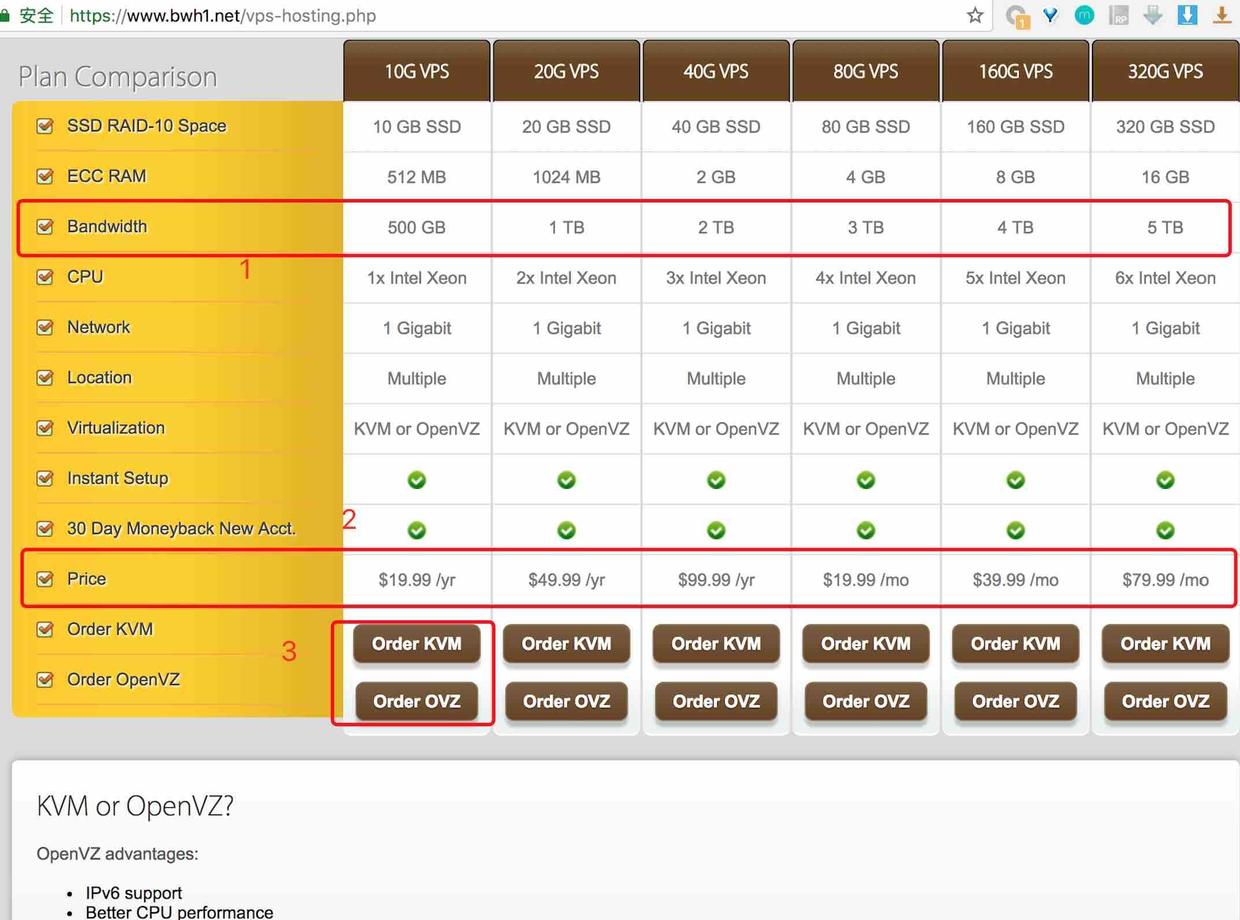 安全 https://www.bwh1.net/vps-hosting.php 1 m RP
Plan Comparison 10G VPS 20G VPS 40G VPS 80G VPS 160G VPS 320G VPS
SSD RAID-10 Space 10 GB SSD 20 GB SSD 40 GB SSD 80 GB SSD 160 GB SSD 320 GB SSD
ECC RAM 512 MB 1024 MB 2 GB 4 GB 8 GB 16 GB
Bandwidth 500 GB 1 TB 2 TB 3 TB 4 TB 5 TB
1
CPU 1x Intel Xeon 2x Intel Xeon 3x Intel Xeon 4x Intel Xeon 5x Intel Xeon 6x Intel Xeon
Network 1 Gigabit 1 Gigabit 1 Gigabit 1 Gigabit 1 Gigabit 1 Gigabit
Location Multiple Multiple Multiple Multiple Multiple Multiple
Virtualization KVM or OpenVZ KVM or OpenVZ KVM or OpenVZ KVM or OpenVZ KVM or OpenVZ KVM or OpenVZ
Instant Setup
30 Day Moneyback New Acct.
2
Price $19.99 /yr $49.99 /yr $99.99 /yr $19.99 /mo $39.99 /mo $79.99 /mo
Order KVM Order KVM Order KVM Order KVM Order KVM Order KVM Order KVM
3
Order OpenVZ Order OVZ Order OVZ Order OVZ Order OVZ Order OVZ Order OVZ
KVM or OpenVZ?
OpenVZ advantages:
• IPv6 support
• Better CPU performance